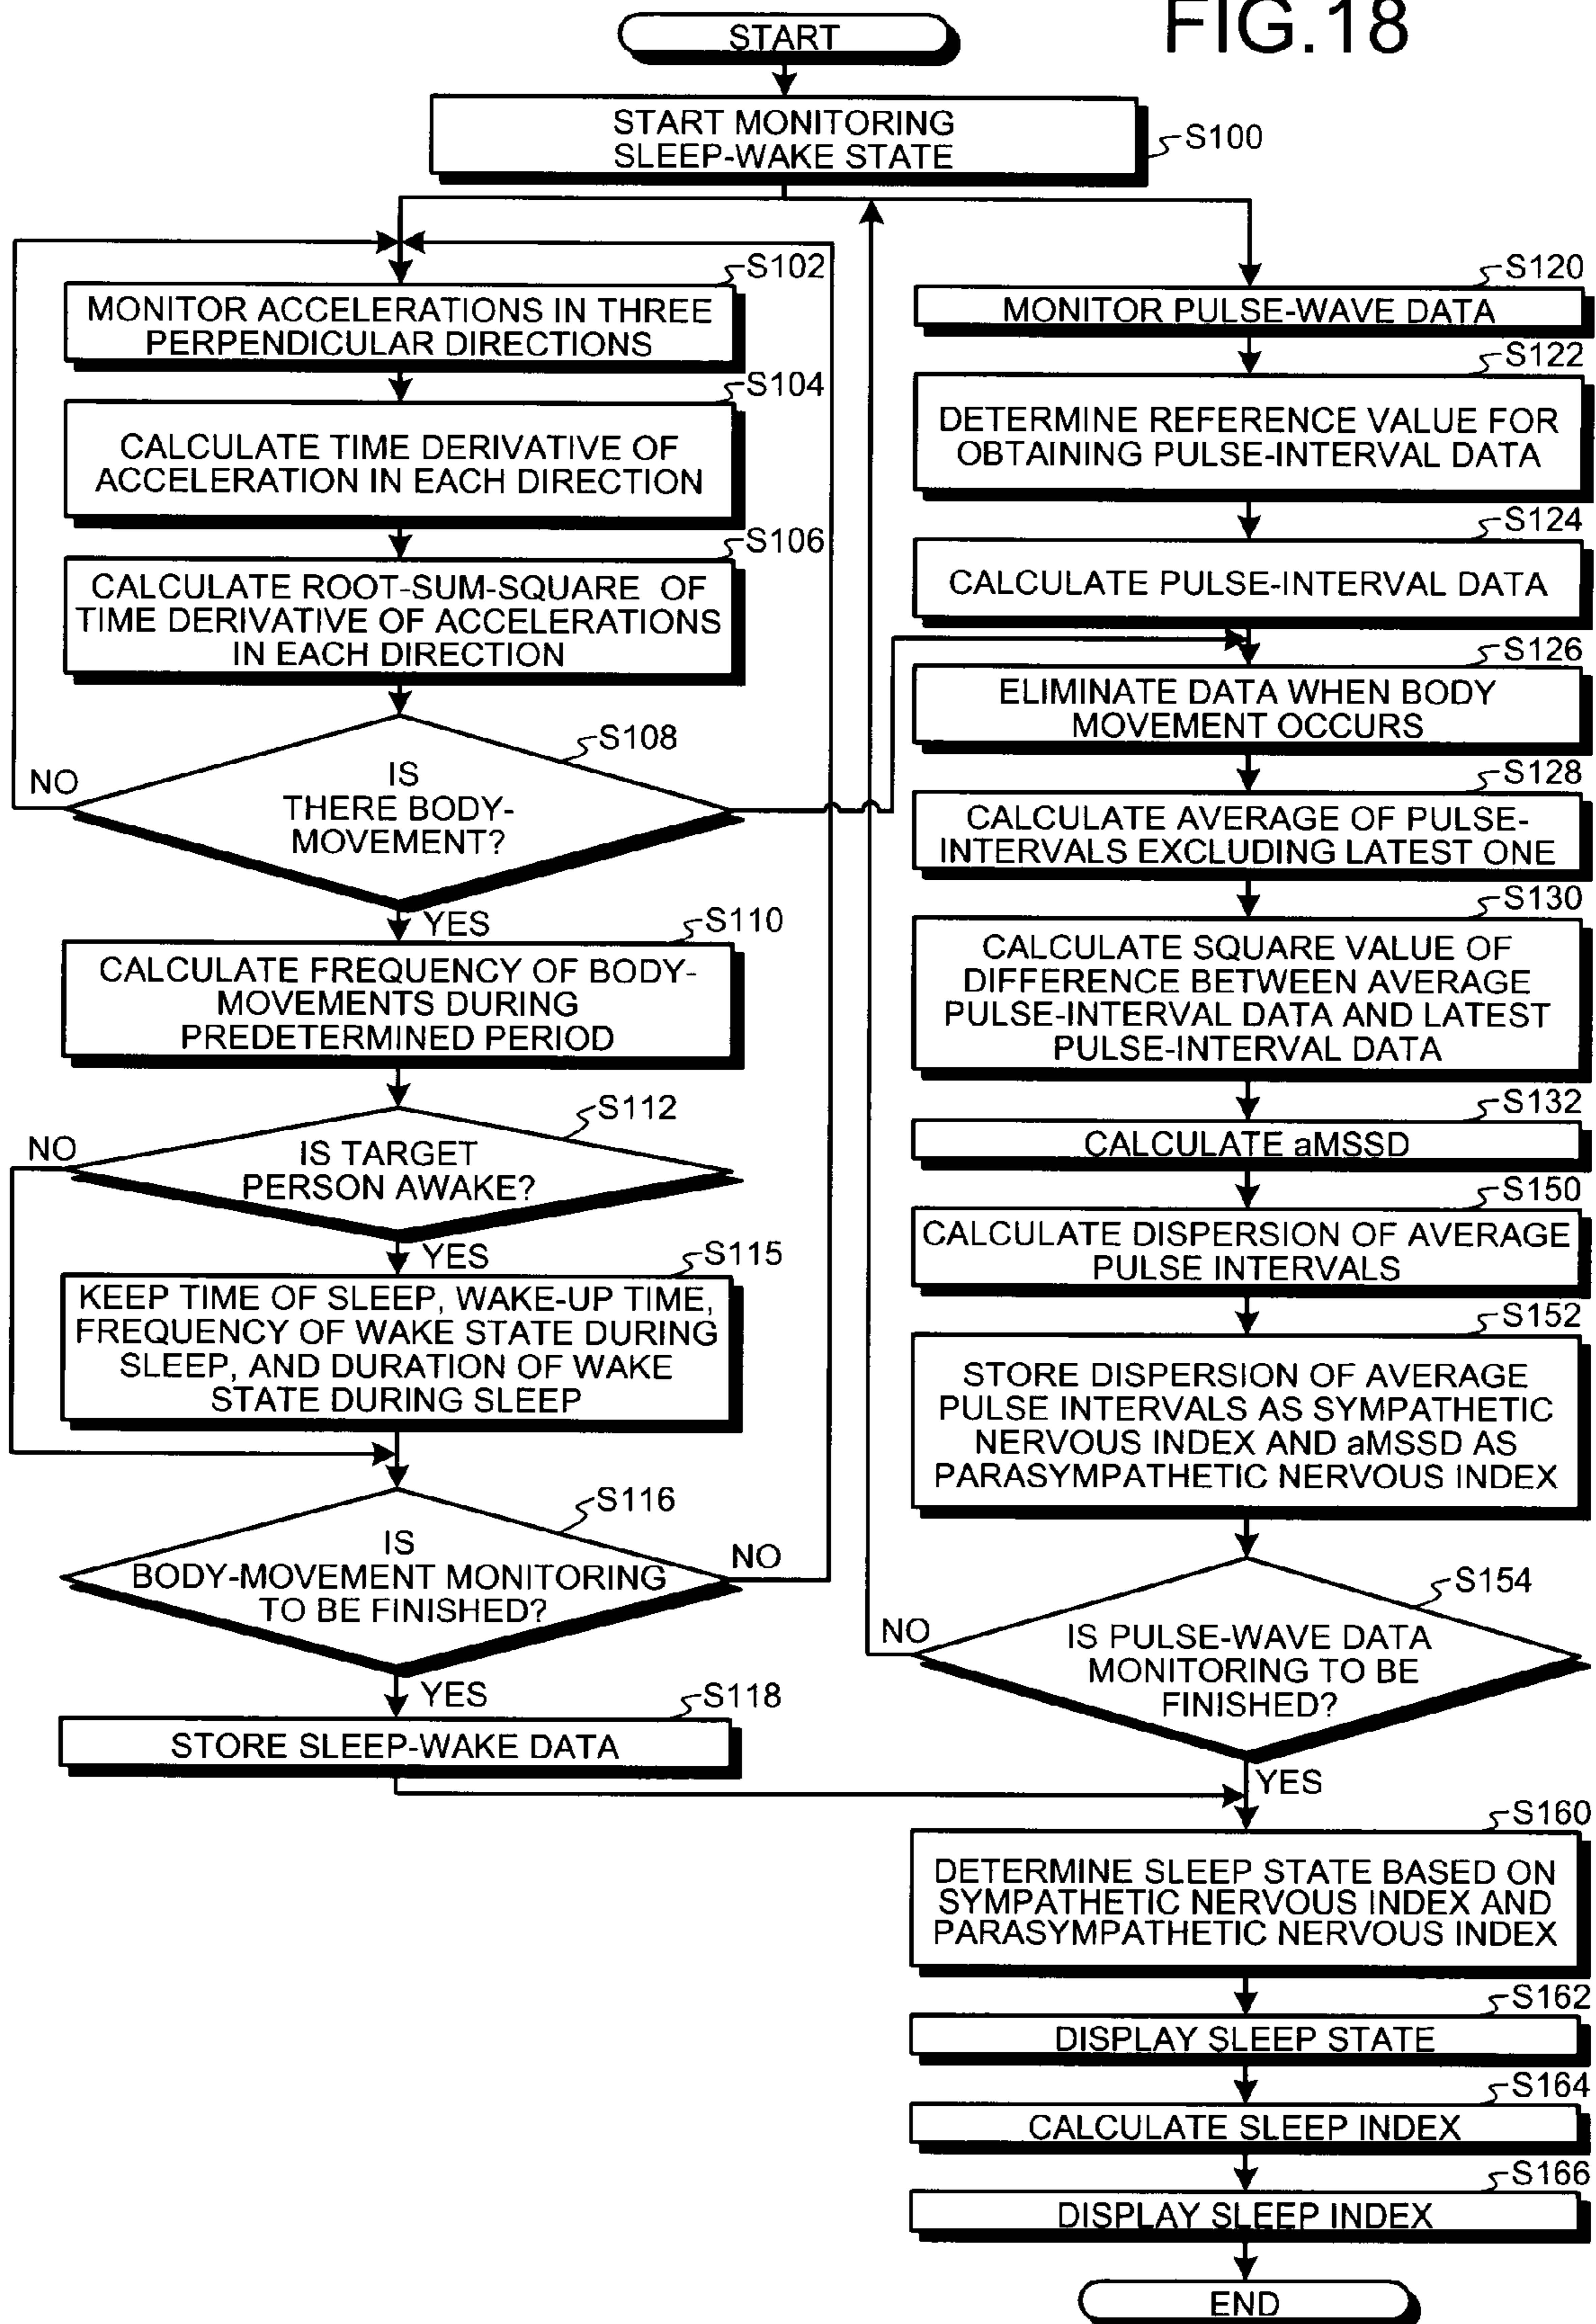 FIG.18
START
START MONITORING
SLEEP-WAKE STATE
S100
S102
MONITOR ACCELERATIONS IN THREE
PERPENDICULAR DIRECTIONS
S104
CALCULATE TIME DERIVATIVE OF
ACCELERATION IN EACH DIRECTION
S106
CALCULATE ROOT-SUM-SQUARE OF
TIME DERIVATIVE OF ACCELERATIONS
IN EACH DIRECTION
S108
NO
IS
THERE BODY-
MOVEMENT?
YES
S110
CALCULATE FREQUENCY OF BODY-
MOVEMENTS DURING
PREDETERMINED PERIOD
S112
NO
IS TARGET
PERSON AWAKE?
YES
S115
KEEP TIME OF SLEEP, WAKE-UP TIME,
FREQUENCY OF WAKE STATE DURING
SLEEP, AND DURATION OF WAKE
STATE DURING SLEEP
S116
IS
BODY-MOVEMENT MONITORING
TO BE FINISHED?
NO
YES
S118
STORE SLEEP-WAKE DATA
S120
MONITOR PULSE-WAVE DATA
S122
DETERMINE REFERENCE VALUE FOR
OBTAINING PULSE-INTERVAL DATA
S124
CALCULATE PULSE-INTERVAL DATA
S126
ELIMINATE DATA WHEN BODY
MOVEMENT OCCURS
S128
CALCULATE AVERAGE OF PULSE-
INTERVALS EXCLUDING LATEST ONE
S130
CALCULATE SQUARE VALUE OF
DIFFERENCE BETWEEN AVERAGE
PULSE-INTERVAL DATA AND LATEST
PULSE-INTERVAL DATA
S132
CALCULATE aMSSD
S150
CALCULATE DISPERSION OF AVERAGE
PULSE INTERVALS
S152
STORE DISPERSION OF AVERAGE
PULSE INTERVALS AS SYMPATHETIC
NERVOUS INDEX AND aMSSD AS
PARASYMPATHETIC NERVOUS INDEX
S154
NO
IS PULSE-WAVE DATA
MONITORING TO BE
FINISHED?
YES
S160
DETERMINE SLEEP STATE BASED ON
SYMPATHETIC NERVOUS INDEX AND
PARASYMPATHETIC NERVOUS INDEX
S162
DISPLAY SLEEP STATE
S164
CALCULATE SLEEP INDEX
S166
DISPLAY SLEEP INDEX
END